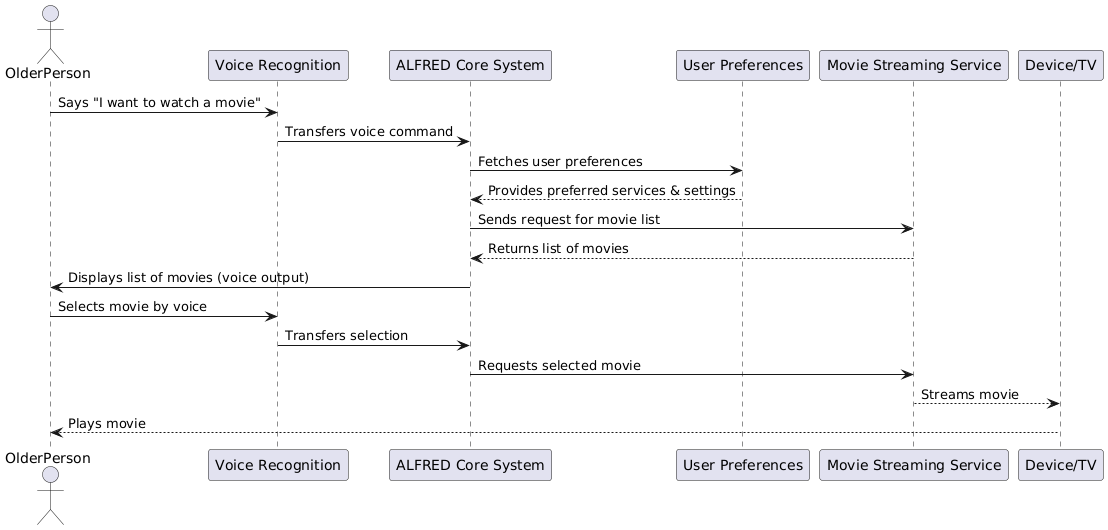 OlderPerson
Voice Recognition
ALFRED Core System
User Preferences
Movie Streaming Service
Device/TV
Says "I want to watch a movie"
Transfers voice command
Fetches user preferences
Provides preferred services & settings
Sends request for movie list
Returns list of movies
Displays list of movies (voice output)
Selects movie by voice
Transfers selection
Requests selected movie
Streams movie
Plays movie
OlderPerson
Voice Recognition
ALFRED Core System
User Preferences
Movie Streaming Service
Device/TV